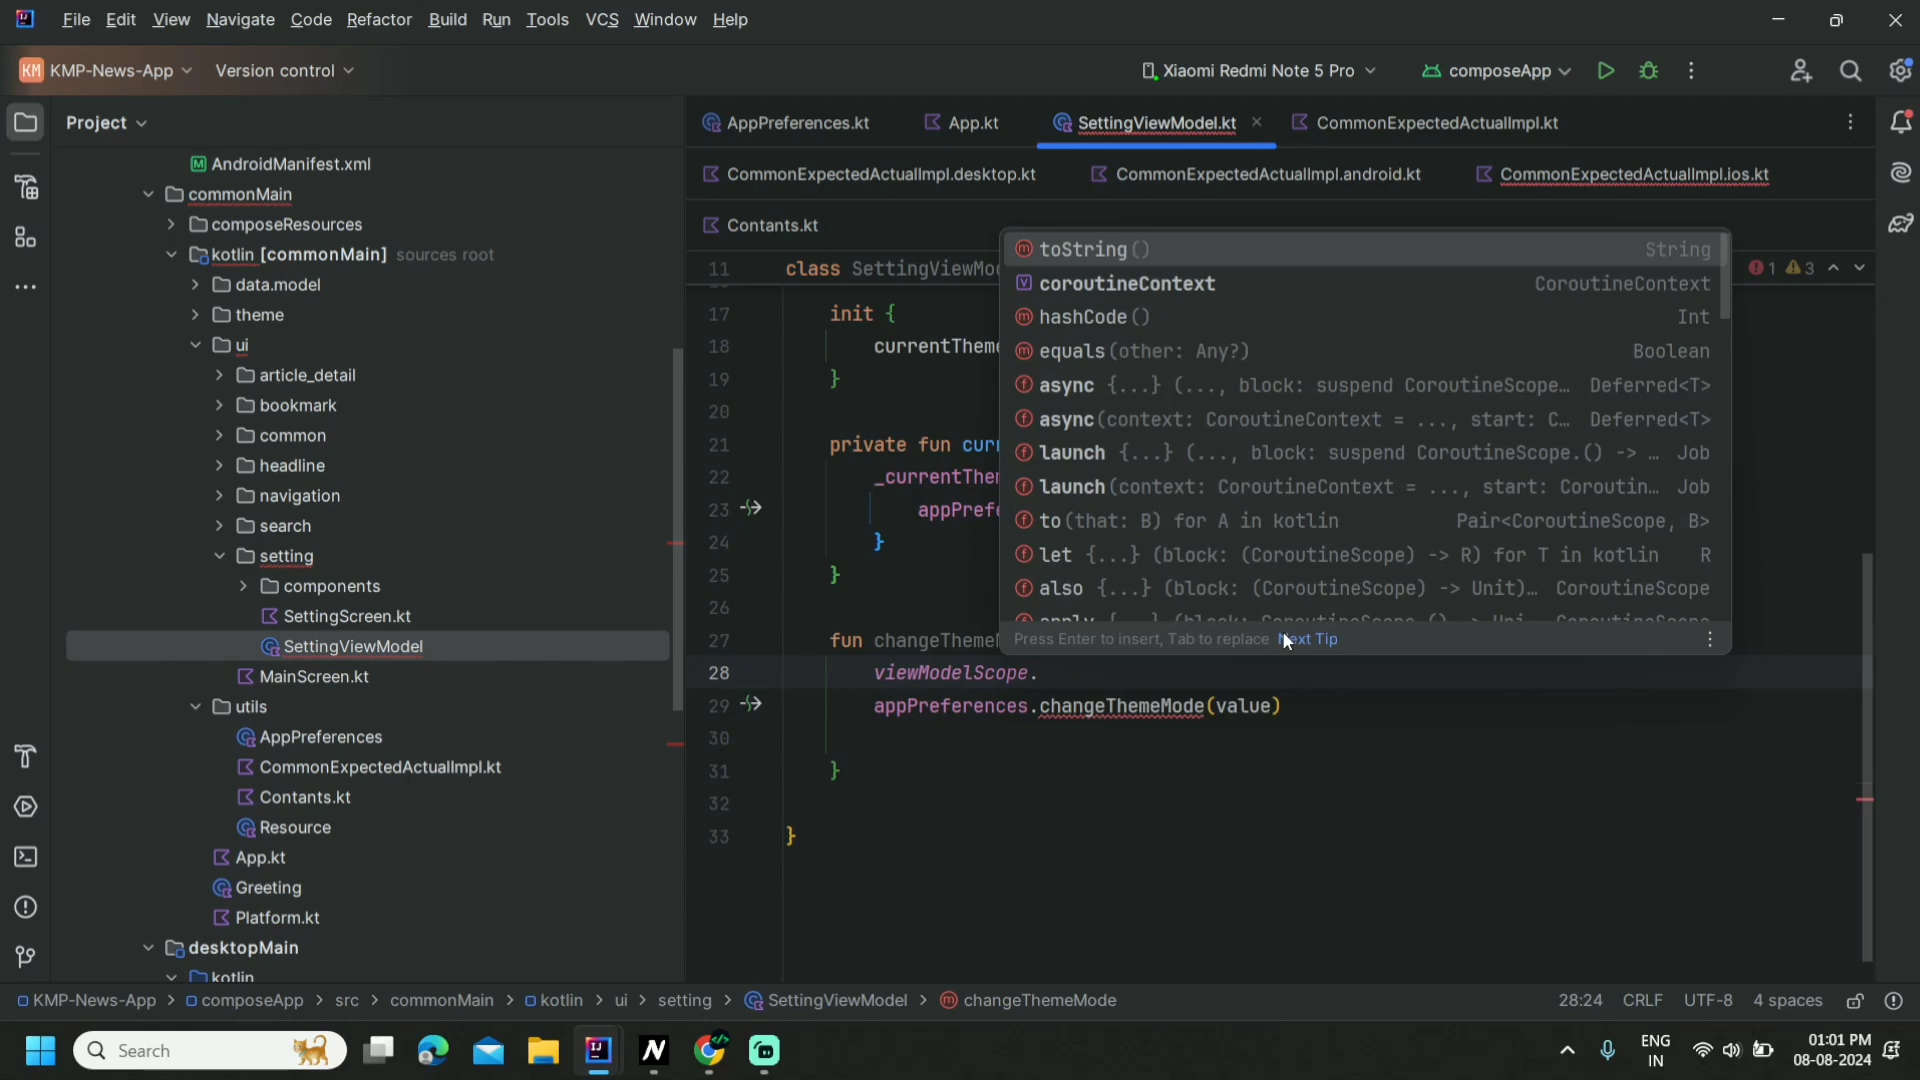 File Edit View Navigate Code Refactor Build Run Tools VCS Window Help
KM KMP-News-App Version control Xiaomi Redmi Note 5 Pro composeApp
Project
AndroidManifest.xml
commonMain
composeResources
kotlin [commonMain] sources root
data.model
theme
ui
article_detail
bookmark
common
headline
navigation
search
setting
components
SettingScreen.kt
SettingViewModel
MainScreen.kt
utils
AppPreferences
CommonExpectedActualImpl.kt
Contants.kt
Resource
App.kt
Greeting
Platform.kt
desktopMain
kotlin
AppPreferences.kt App.kt SettingViewModel.kt CommonExpectedActualImpl.kt
CommonExpectedActualImpl.desktop.kt CommonExpectedActualImpl.android.kt CommonExpectedActualImpl.ios.kt
Contants.kt
11 class SettingViewMo 1 3
17 init {
18 currentTheme
19 }
20
21 private fun curr
22 _currentThem
23 appPrefe
24 }
25 }
26
27 fun changeThemeM
28 viewModelScope.
29 appPreferences.changeThemeMode(value)
30
31 }
32
33 }
toString() String
coroutineContext CoroutineContext
hashCode() Int
equals(other: Any?) Boolean
async {...} (..., block: suspend CoroutineScope… Deferred<T>
async(context: CoroutineContext = ..., start: C… Deferred<T>
launch {...} (..., block: suspend CoroutineScope.() -> … Job
launch(context: CoroutineContext = ..., start: Coroutin… Job
to(that: B) for A in kotlin Pair<CoroutineScope, B>
let {...} (block: (CoroutineScope) -> R) for T in kotlin R
also {...} (block: (CoroutineScope) -> Unit)… CoroutineScope
Press Enter to insert, Tab to replace Next Tip
KMP-News-App > composeApp > src > commonMain > kotlin > ui > setting > SettingViewModel > changeThemeMode 28:24 CRLF UTF-8 4 spaces
Search
ENG
IN
01:01 PM
08-08-2024